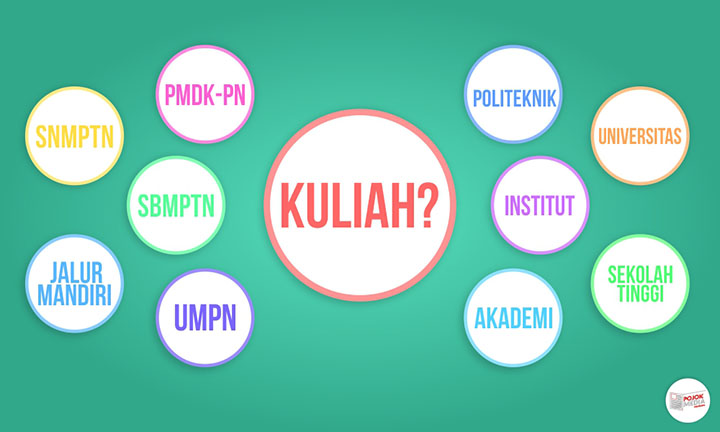 PMDK-PN
SNMPTN
SBMPTN
JALUR
MANDIRI
UMPN
KULIAH?
POLITEKNIK
UNIVERSITAS
INSTITUT
SEKOLAH
TINGGI
AKADEMI
POJOK
MEDIA